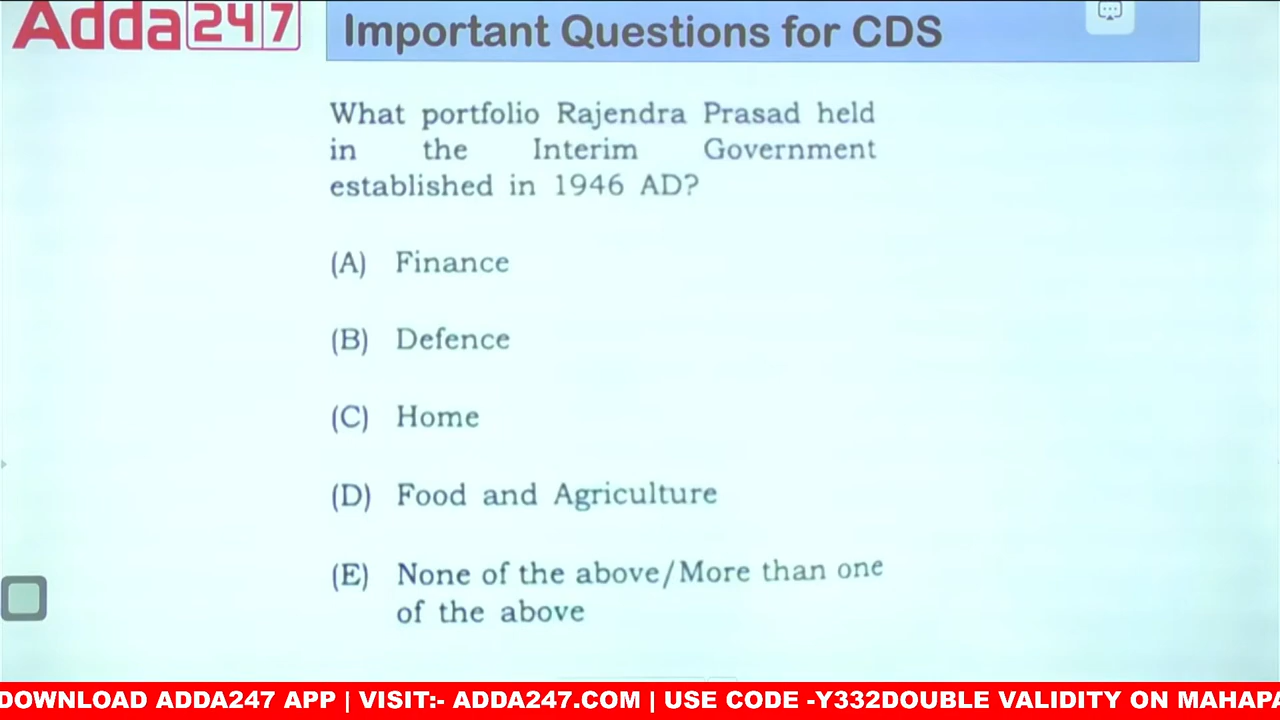 Adda247
Important Questions for CDS
What portfolio Rajendra Prasad held
in the Interim Government
established in 1946 AD?
(A) Finance
(B) Defence
(C) Home
(D) Food and Agriculture
(E) None of the above/More than one
of the above
DOWNLOAD ADDA247 APP | VISIT:- ADDA247.COM | USE CODE -Y332DOUBLE VALIDITY ON MAHAPA